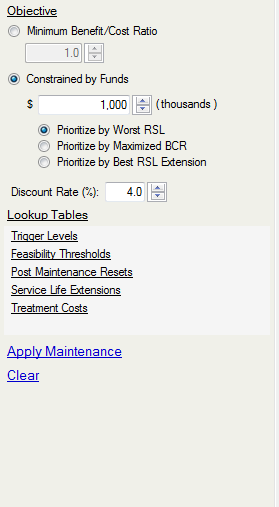 Objective
Minimum Benefit/Cost Ratio
1.0
Constrained by Funds
$ 1,000 (thousands )
Prioritize by Worst RSL
Prioritize by Maximized BCR
Prioritize by Best RSL Extension
Discount Rate (%): 4.0
Lookup Tables
Trigger Levels
Feasibility Thresholds
Post Maintenance Resets
Service Life Extensions
Treatment Costs
Apply Maintenance
Clear